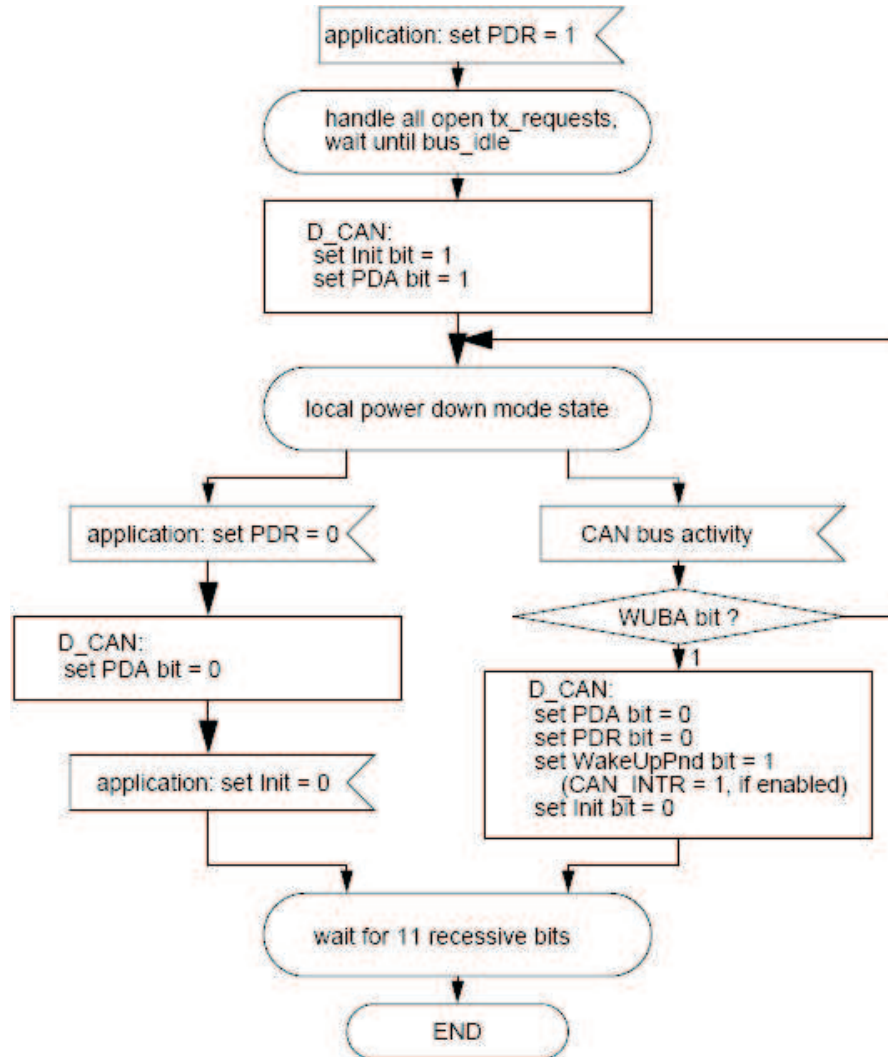 application: set PDR = 1
handle all open tx_requests,
wait until bus_idle
D_CAN:
set Init bit = 1
set PDA bit = 1
local power down mode state
application: set PDR = 0
D_CAN:
set PDA bit = 0
application: set Init = 0
CAN bus activity
WUBA bit ?
1
D_CAN:
set PDA bit = 0
set PDR bit = 0
set WakeUpPnd bit = 1
(CAN_INTR = 1, if enabled)
set Init bit = 0
wait for 11 recessive bits
END